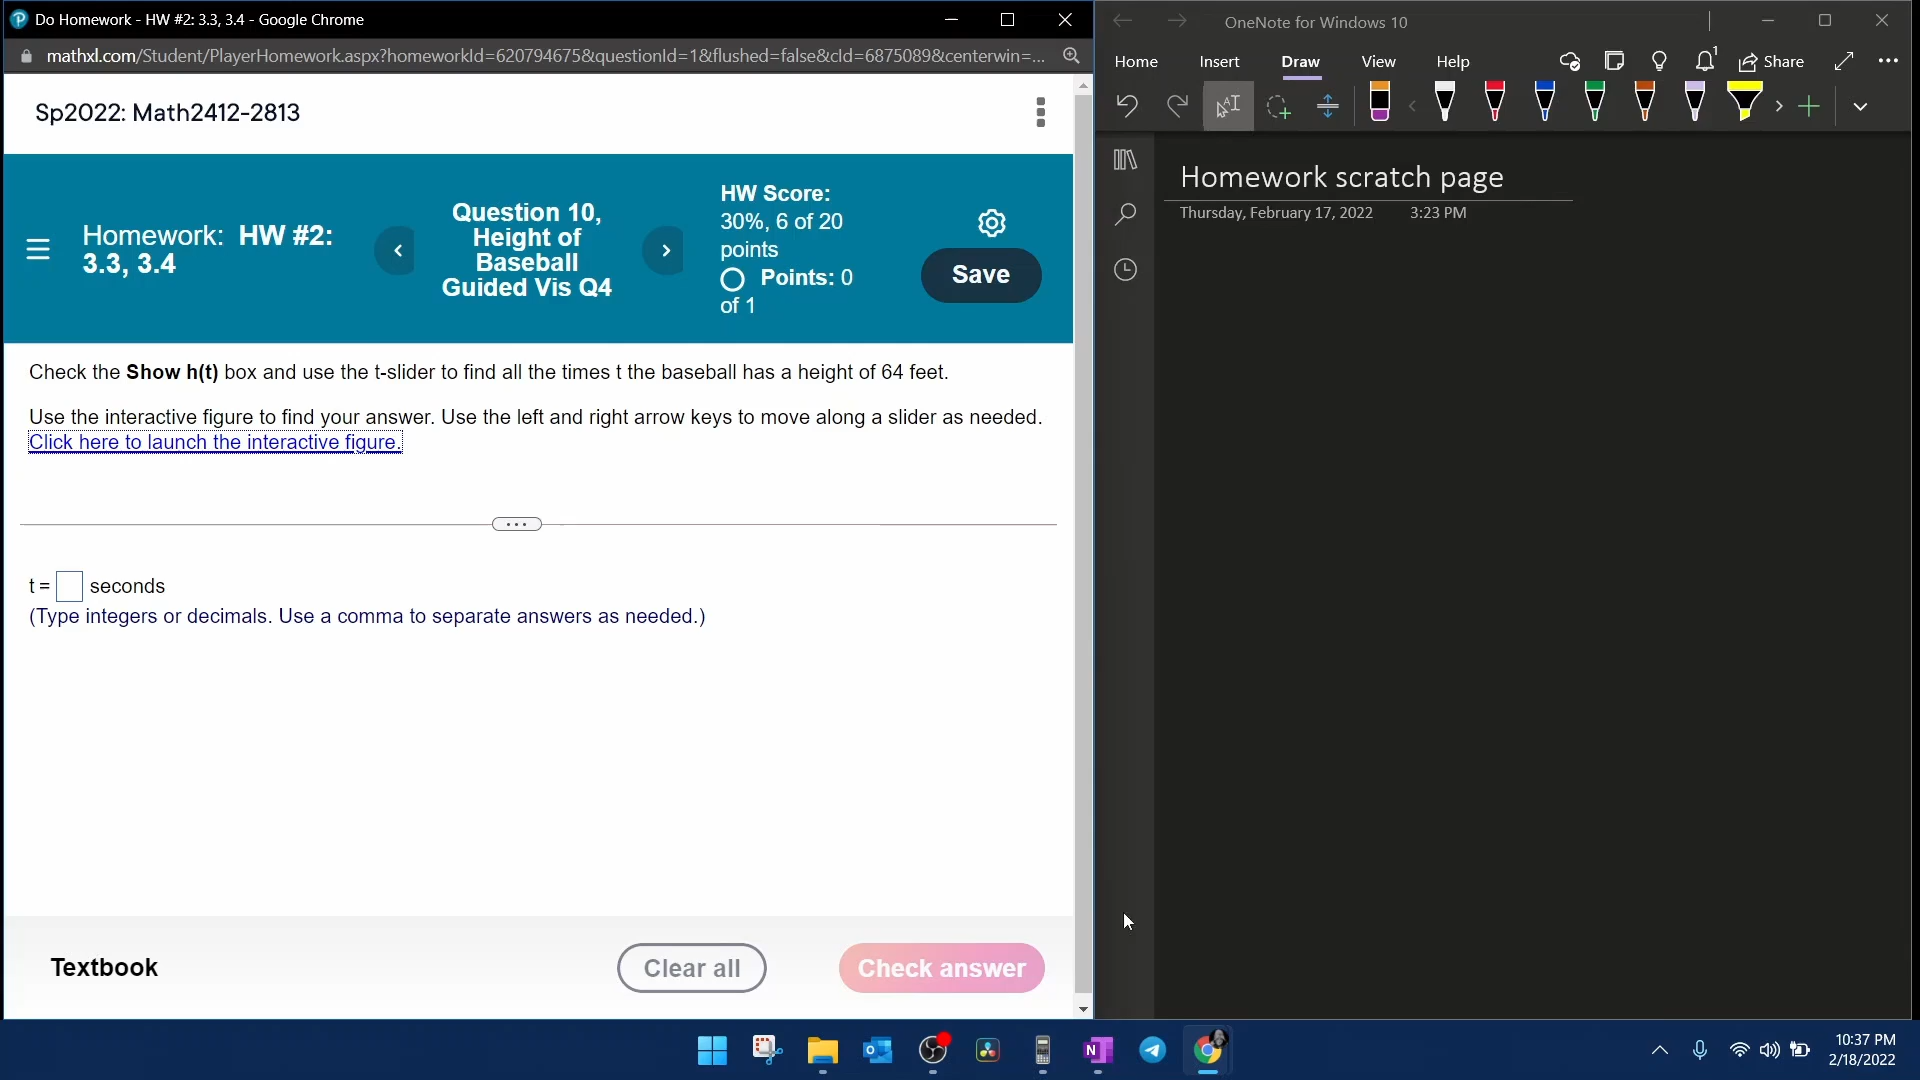 Do Homework - HW #2: 3.3, 3.4 - Google Chrome
mathxl.com/Student/PlayerHomework.aspx?homeworkId=620794675&questionId=1&flushed=false&cId=6875089&centerwin=...
Sp2022: Math2412-2813
Homework: HW #2:
3.3, 3.4
Question 10,
Height of
Baseball
Guided Vis Q4
HW Score:
30%, 6 of 20
points
Points: 0
of 1
Save
Check the Show h(t) box and use the t-slider to find all the times t the baseball has a height of 64 feet.
Use the interactive figure to find your answer. Use the left and right arrow keys to move along a slider as needed.
Click here to launch the interactive figure.
t = seconds
(Type integers or decimals. Use a comma to separate answers as needed.)
Textbook
Clear all
Check answer
OneNote for Windows 10
Home Insert Draw View Help
1
Share
Homework scratch page
Thursday, February 17, 2022 3:23 PM
10:37 PM
2/18/2022